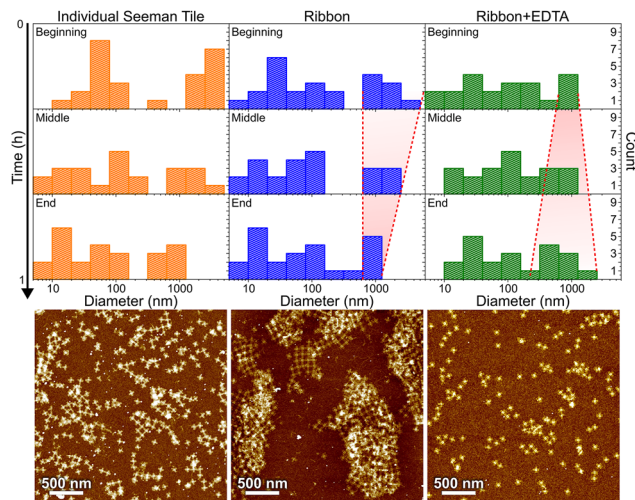 Individual Seeman Tile
Ribbon
Ribbon+EDTA
0
Beginning
Beginning
Beginning
9
7
5
3
1
Middle
Middle
Middle
9
7
5
3
1
End
End
End
9
7
5
3
1
Time (h)
Count
1
10 100 1000
10 100 1000
10 100 1000
Diameter (nm)
Diameter (nm)
Diameter (nm)
500 nm
500 nm
500 nm